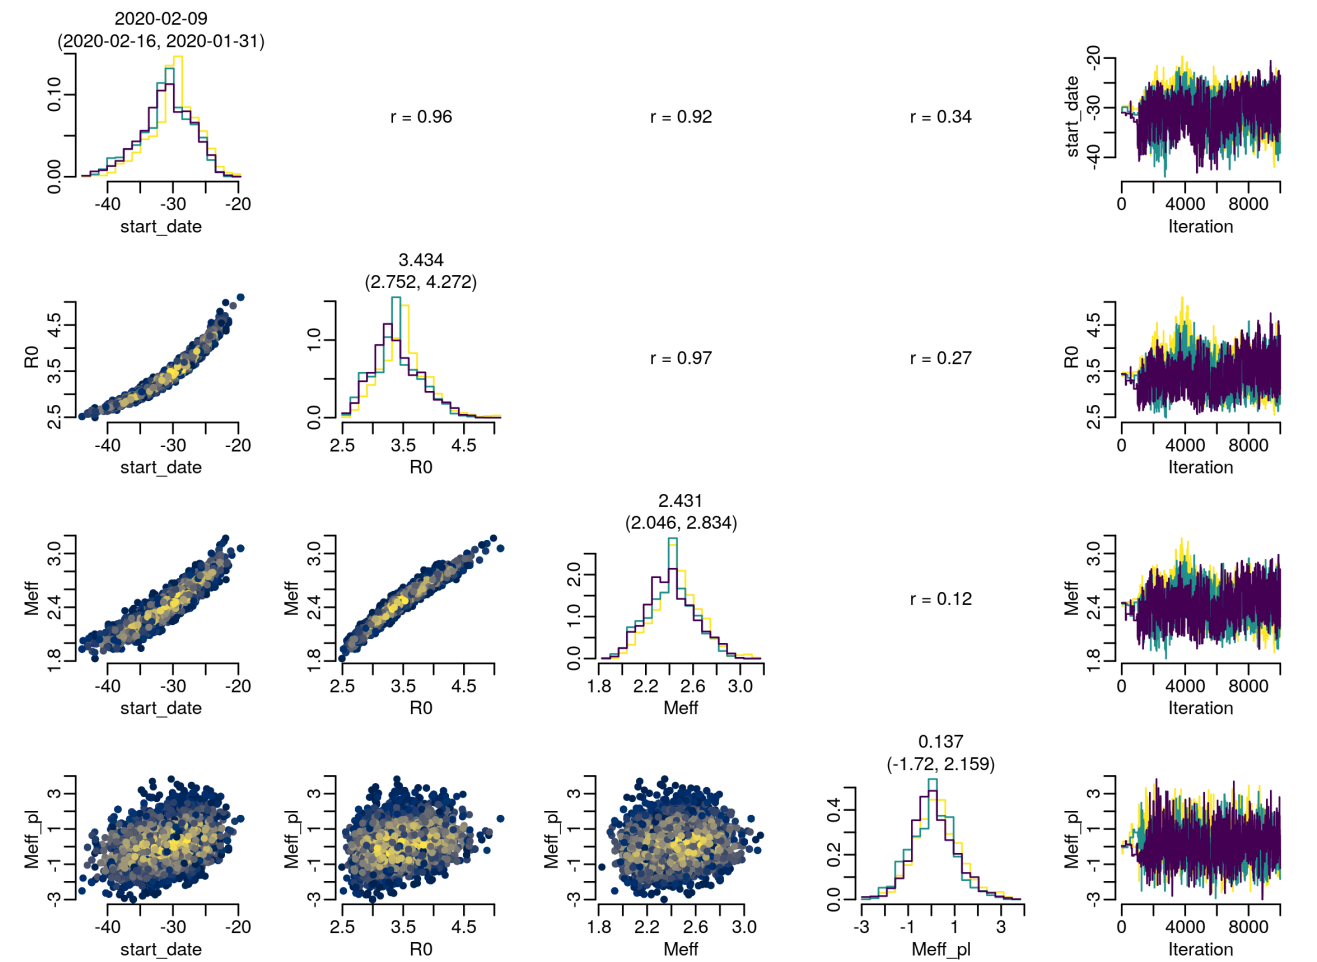 2020-02-09
(2020-02-16, 2020-01-31)
0.00 0.10
-40 -30 -20
start_date
r = 0.96
r = 0.92
r = 0.34
start_date
-40 -30 -20
0 4000 8000
Iteration
R0
2.5 3.5 4.5
-40 -30 -20
start_date
3.434
(2.752, 4.272)
0.0 1.0
2.5 3.5 4.5
R0
r = 0.97
r = 0.27
R0
2.5 3.5 4.5
0 4000 8000
Iteration
Meff
1.8 2.4 3.0
-40 -30 -20
start_date
Meff
1.8 2.4 3.0
2.5 3.5 4.5
R0
2.431
(2.046, 2.834)
0.0 1.0 2.0
1.8 2.2 2.6 3.0
Meff
r = 0.12
Meff
1.8 2.4 3.0
0 4000 8000
Iteration
Meff_pl
-3 -1 1 3
-40 -30 -20
start_date
Meff_pl
-3 -1 1 3
2.5 3.5 4.5
R0
Meff_pl
-3 -1 1 3
1.8 2.2 2.6 3.0
Meff
0.137
(-1.72, 2.159)
0.0 0.2 0.4
-3 -1 1 3
Meff_pl
Meff_pl
-3 -1 1 3
0 4000 8000
Iteration